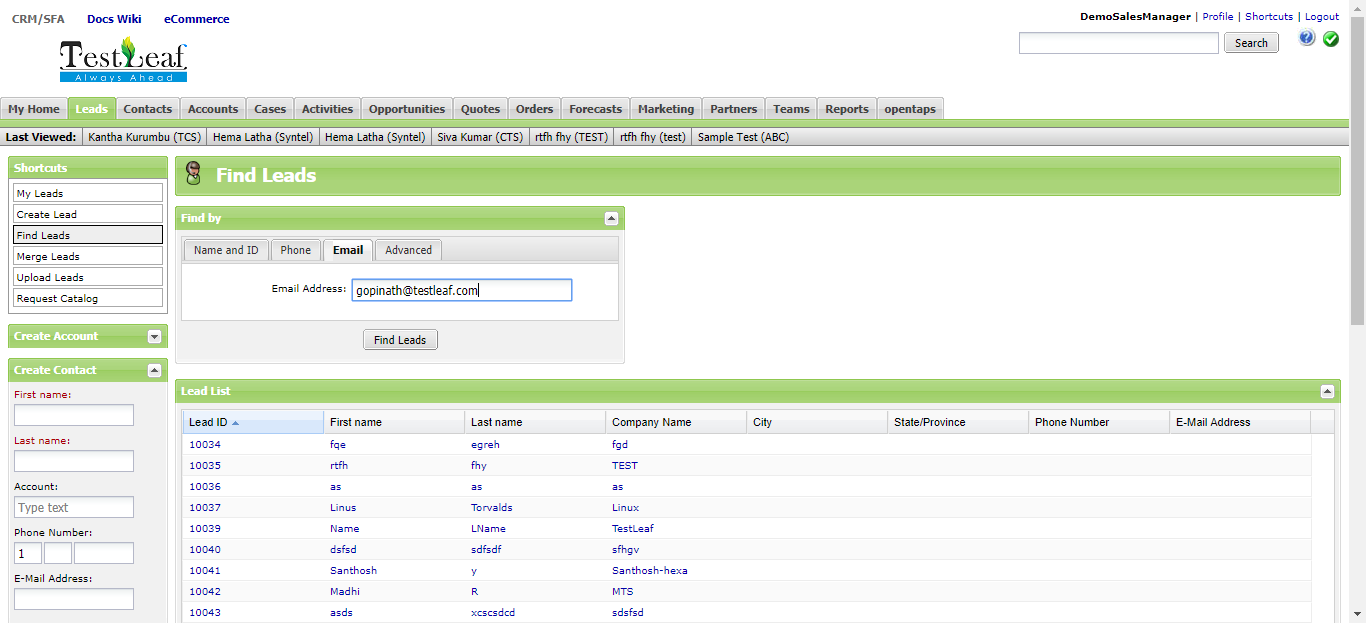 CRM/SFA Docs Wiki eCommerce
DemoSalesManager | Profile | Shortcuts | Logout
TestLeaf
Always Ahead
Search
My Home Leads Contacts Accounts Cases Activities Opportunities Quotes Orders Forecasts Marketing Partners Teams Reports opentaps
Last Viewed: Kantha Kurumbu (TCS) Hema Latha (Syntel) Hema Latha (Syntel) Siva Kumar (CTS) rtfh fhy (TEST) rtfh fhy (test) Sample Test (ABC)
Shortcuts
My Leads
Create Lead
Find Leads
Merge Leads
Upload Leads
Request Catalog
Create Account
Create Contact
First name:
Last name:
Account:
Type text
Phone Number:
1
E-Mail Address:
Find Leads
Find by
Name and ID Phone Email Advanced
Email Address: gopinath@testleaf.com
Find Leads
Lead List
Lead ID First name Last name Company Name City State/Province Phone Number E-Mail Address
10034 fqe egreh fgd
10035 rtfh fhy TEST
10036 as as as
10037 Linus Torvalds Linux
10039 Name LName TestLeaf
10040 dsfsd sdfsdf sfhgv
10041 Santhosh y Santhosh-hexa
10042 Madhi R MTS
10043 asds xcscsdcd sdsfsd